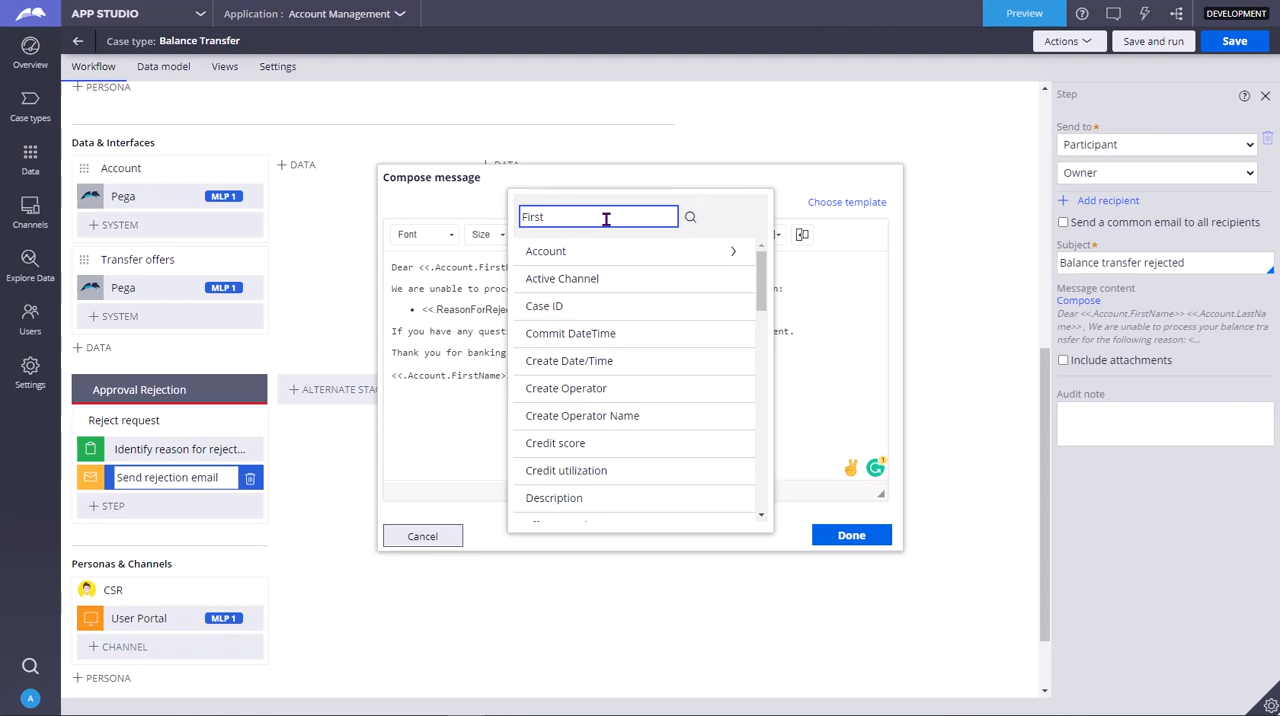 APP STUDIO
Application : Account Management
Preview
DEVELOPMENT
Case type: Balance Transfer
Actions
Save and run
Save
Overview
Case types
Data
Channels
Explore Data
Users
Settings
A
Workflow
Data model
Views
Settings
PERSONA
Data & Interfaces
Account
Pega
MLP 1
SYSTEM
Transfer offers
Pega
MLP 1
SYSTEM
DATA
DATA
DATA
Approval Rejection
ALTERNATE STAG
Reject request
Identify reason for reject...
Send rejection email
STEP
Personas & Channels
CSR
User Portal
MLP 1
CHANNEL
PERSONA
Compose message
Choose template
Font
Size
Dear <<.Account.FirstN
We are unable to proce
<<.ReasonForReje
If you have any questi
Thank you for banking
<<.Account.FirstName>
1
Cancel
Done
First
Account
Active Channel
Case ID
Commit DateTime
Create Date/Time
Create Operator
Create Operator Name
Credit score
Credit utilization
Description
Step
Send to*
Participant
Owner
Add recipient
Send a common email to all recipients
Subject*
Balance transfer rejected
Message content
Compose
Dear <<.Account.FirstName>> <<.Account.LastNa
me>> , We are unable to process your balance tra
nsfer for the following reason: <...
Include attachments
Audit note